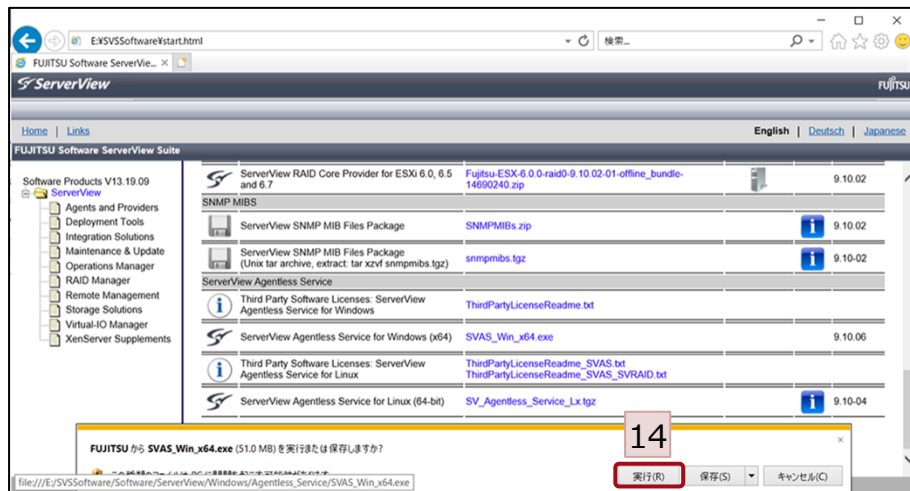 E:¥SVSSoftware¥start.html
検索...
FUJITSU Software ServerVie...
ServerView
FUJITSU
Home | Links
English | Deutsch | Japanese
FUJITSU Software ServerView Suite
Software Products V13.19.09
ServerView
Agents and Providers
Deployment Tools
Integration Solutions
Maintenance & Update
Operations Manager
RAID Manager
Remote Management
Storage Solutions
Virtual-IO Manager
XenServer Supplements
ServerView RAID Core Provider for ESXi 6.0, 6.5
and 6.7
Fujitsu-ESX-6.0.0-raid0-9.10.02-01-offline_bundle-
14690240.zip
9.10.02
SNMP MIBS
ServerView SNMP MIB Files Package
SNMPMIBs.zip
9.10.02
ServerView SNMP MIB Files Package
(Unix tar archive, extract: tar xzvf snmpmibs.tgz)
snmpmibs.tgz
9.10-02
ServerView Agentless Service
Third Party Software Licenses: ServerView
Agentless Service for Windows
ThirdPartyLicenseReadme.txt
ServerView Agentless Service for Windows (x64)
SVAS_Win_x64.exe
9.10.06
Third Party Software Licenses: ServerView
Agentless Service for Linux
ThirdPartyLicenseReadme_SVAS.txt
ThirdPartyLicenseReadme_SVAS_SVRAID.txt
ServerView Agentless Service for Linux (64-bit)
SV_Agentless_Service_Lx.tgz
9.10-04
14
FUJITSU から SVAS_Win_x64.exe (51.0 MB) を実行または保存しますか?
実行(R)
保存(S)
キャンセル(C)
file:///E:/SVSSoftware/Software/ServerView/Windows/Agentless_Service/SVAS_Win_x64.exe